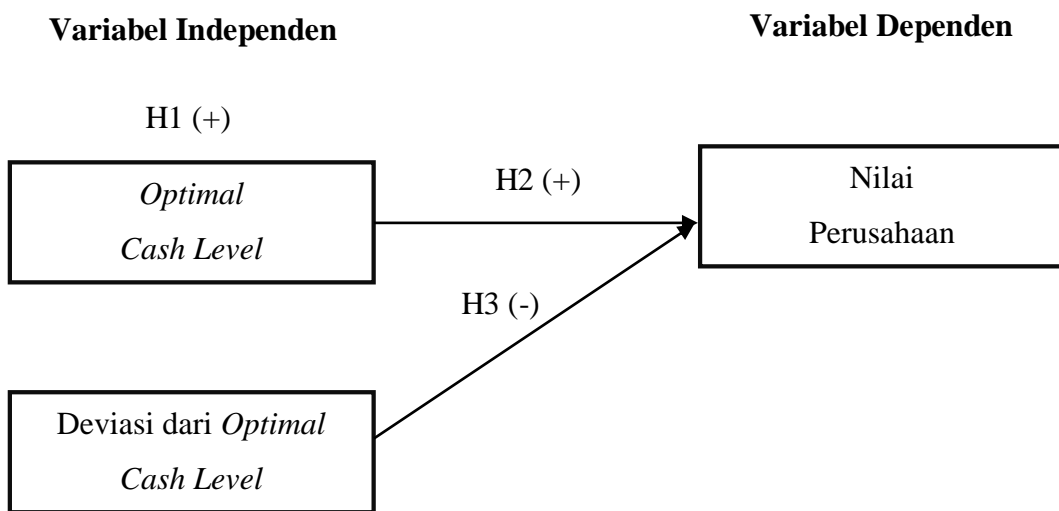 Variabel Independen
Variabel Dependen
H1 (+)
Optimal
Cash Level
H2 (+)
Nilai
Perusahaan
H3 (-)
Deviasi dari Optimal
Cash Level